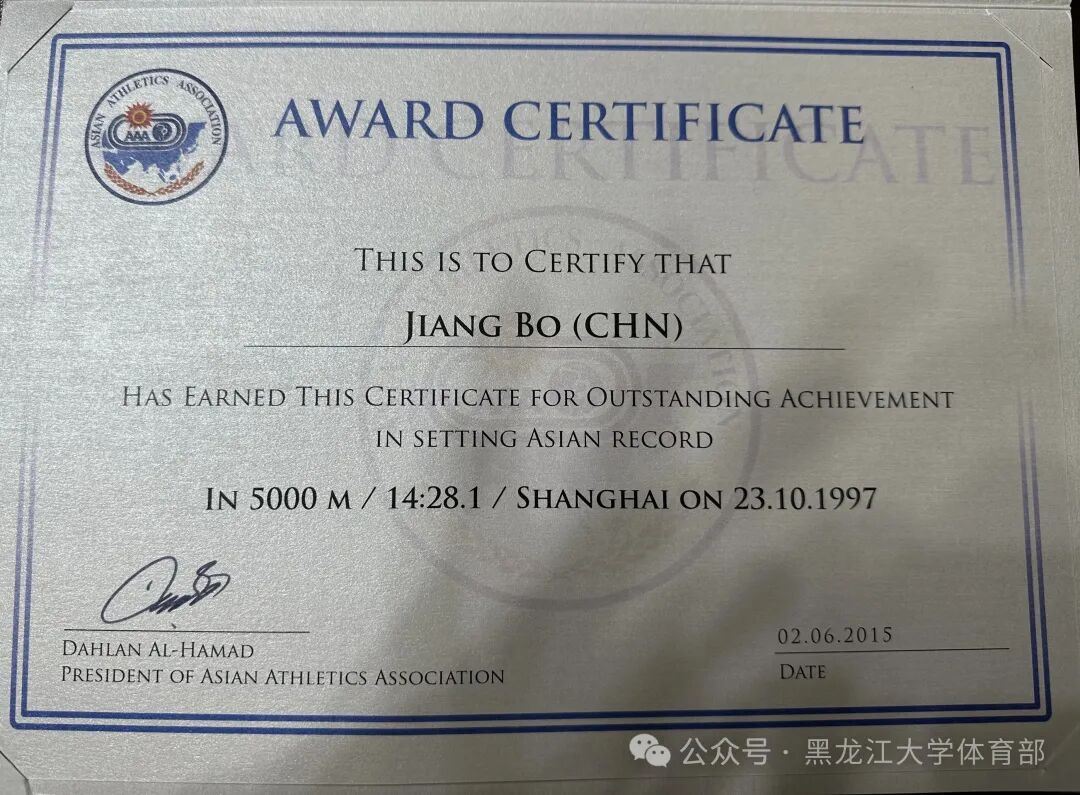 ASIAN ATHLETICS ASSOCIATION
AAA
AWARD CERTIFICATE
THIS IS TO CERTIFY THAT
JIANG BO (CHN)
HAS EARNED THIS CERTIFICATE FOR OUTSTANDING ACHIEVEMENT
IN SETTING ASIAN RECORD
IN 5000 M / 14:28.1 / SHANGHAI ON 23.10.1997
DAHLAN AL-HAMAD
PRESIDENT OF ASIAN ATHLETICS ASSOCIATION
02.06.2015
DATE
公众号 · 黑龙江大学体育部